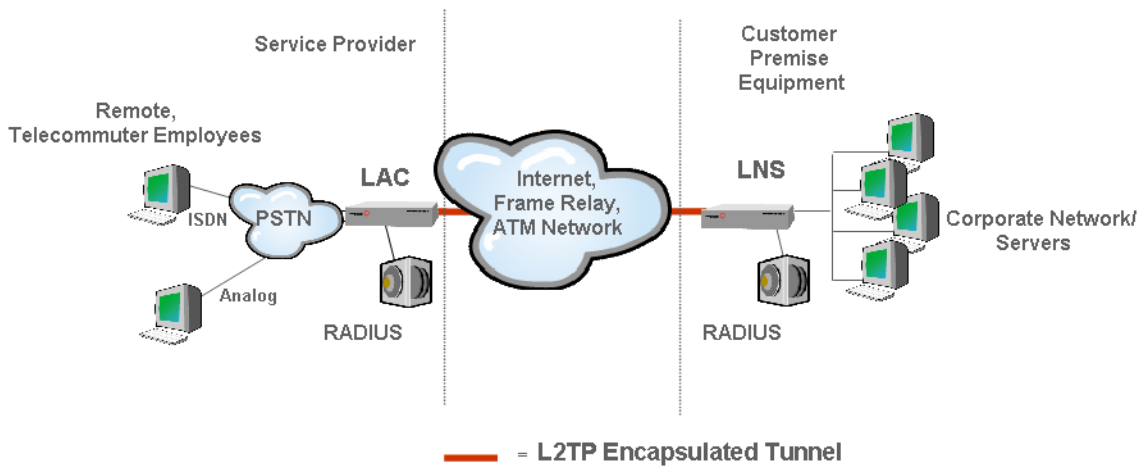 Service Provider
Customer
Premise
Equipment
Remote,
Telecommuter Employees
LAC
Internet,
Frame Relay,
ATM Network
LNS
ISDN
PSTN
Corporate Network/
Servers
Analog
RADIUS
RADIUS
= L2TP Encapsulated Tunnel